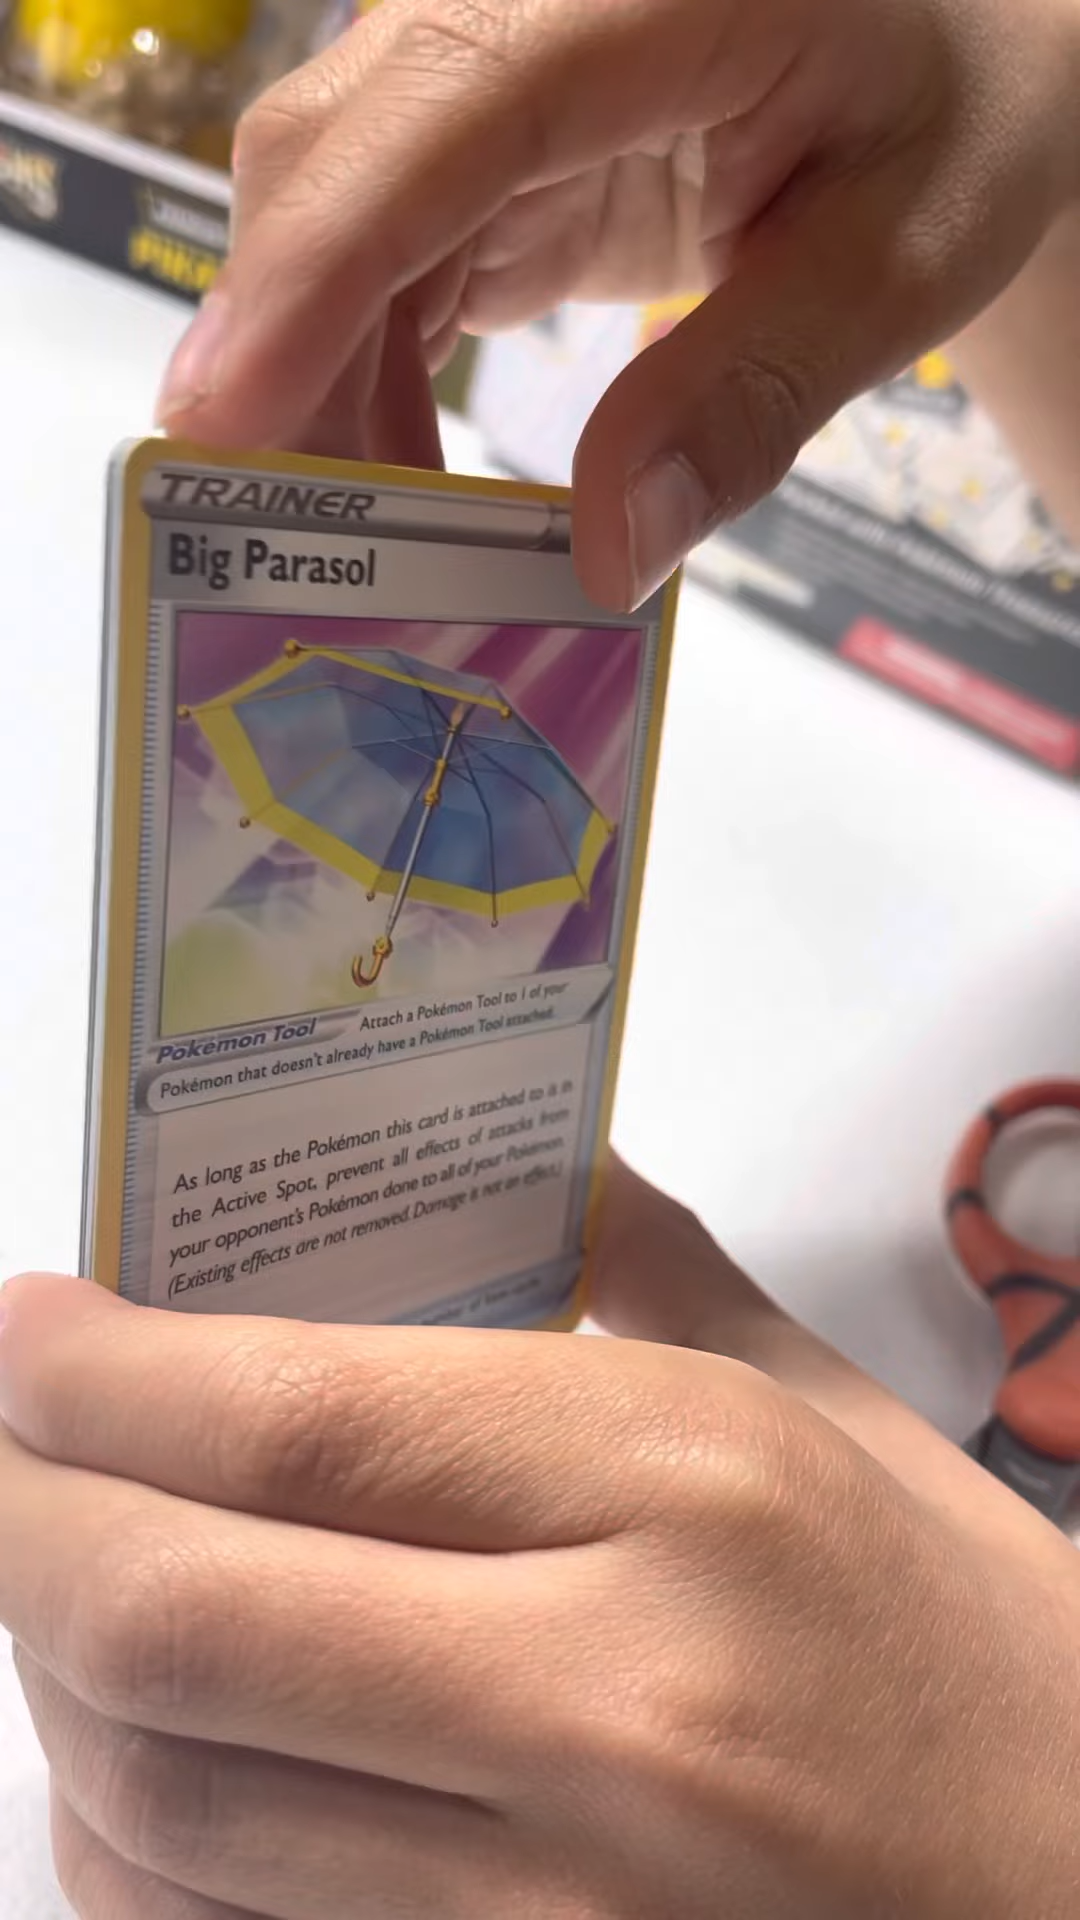 PIKA
TRAINER
Big Parasol
Pokémon Tool
Attach a Pokémon Tool to 1 of your
Pokémon that doesn't already have a Pokémon Tool attached.
As long as the Pokémon this card is attached to is in
the Active Spot, prevent all effects of attacks from
your opponent's Pokémon done to all of your Pokémon.
(Existing effects are not removed. Damage is not an effect.)